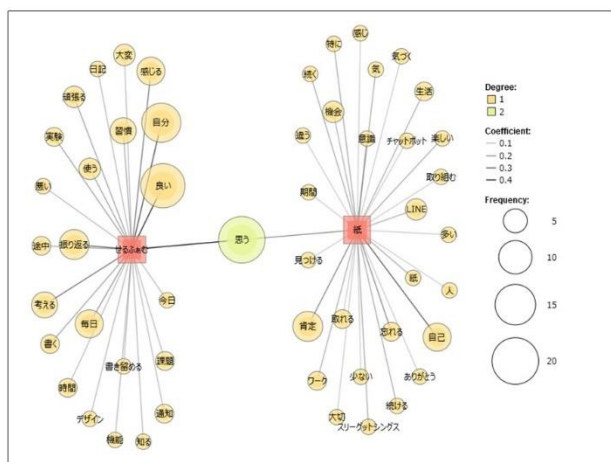 感じ
特に
気づく
大変
感じる
日記
続く
気
生活
頑張る
機会
自分
習慣
実験
違う
意識
チャットボット
楽しい
使う
取り組む
悪い
良い
期間
LINE
途中
振り返る
せるふぁむ
思う
紙
多い
見つける
紙
人
考える
今日
毎日
肯定
取れる
忘れる
自己
書く
書き留める
課題
時間
ワーク
少ない
ありがとう
デザイン
通知
大切
続ける
機能
知る
スリーグットシングス
Degree:
1
2
Coefficient:
0.1
0.2
0.3
0.4
Frequency:
5
10
15
20